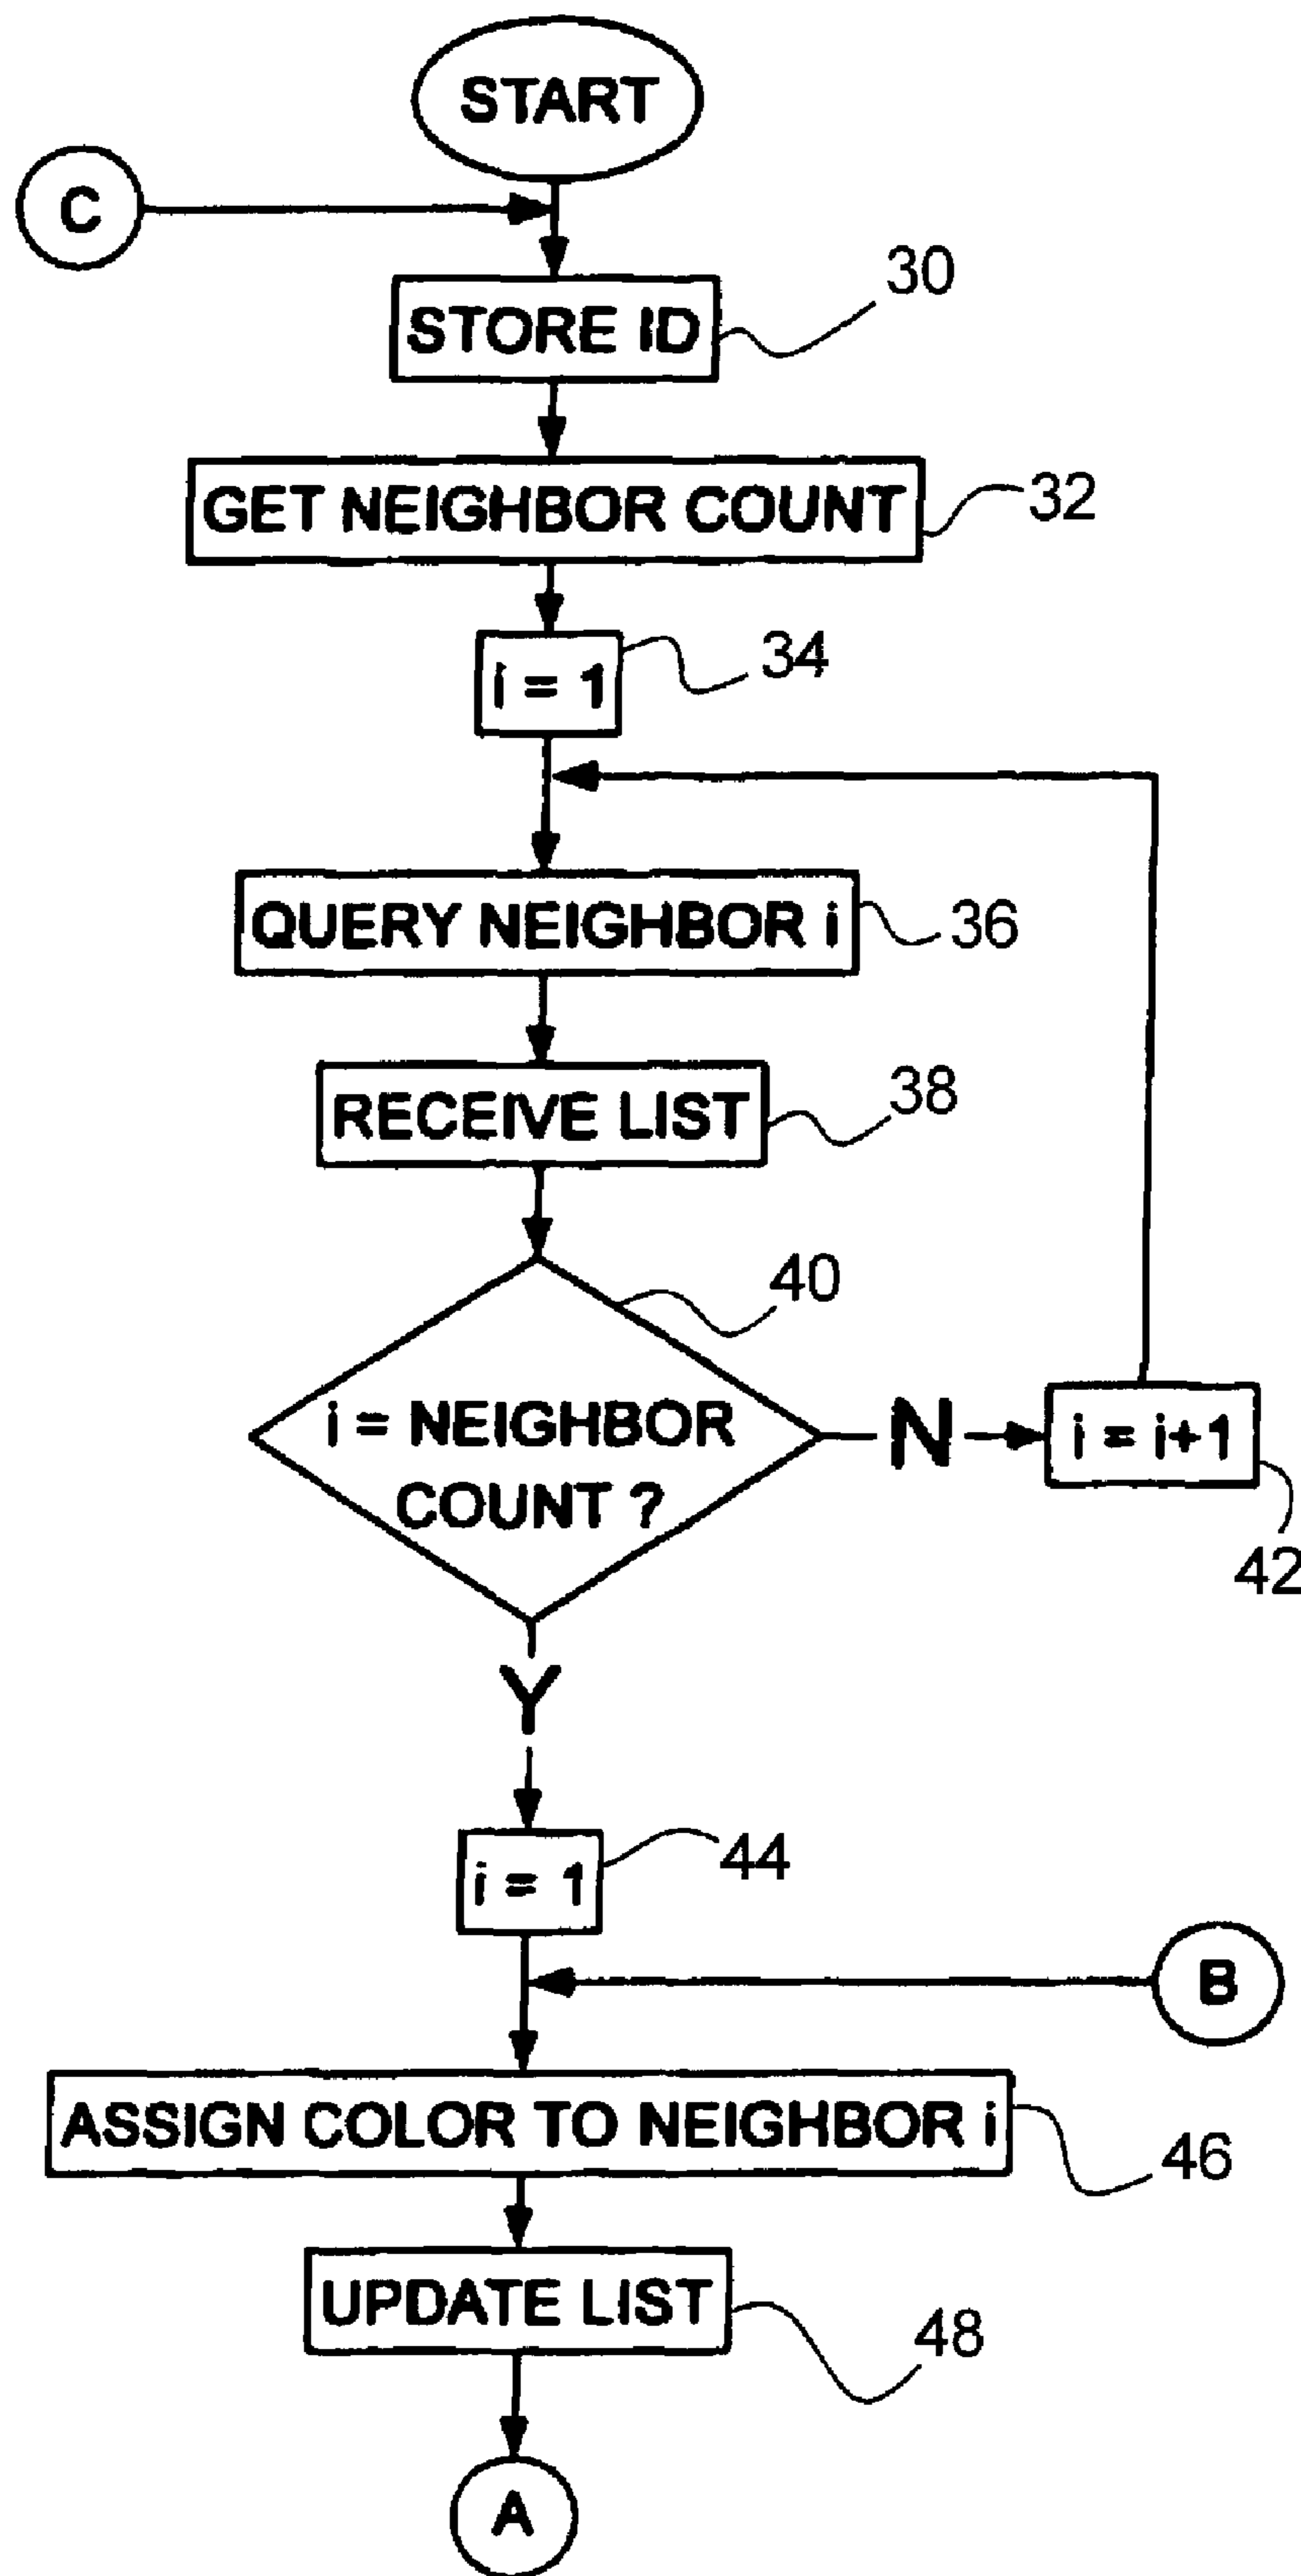 START
C
30
STORE ID
GET NEIGHBOR COUNT
32
34
i = 1
QUERY NEIGHBOR i
36
RECEIVE LIST
38
40
i = NEIGHBOR
COUNT ?
N
i = i+1
42
Y
i = 1
44
B
ASSIGN COLOR TO NEIGHBOR i
46
UPDATE LIST
48
A